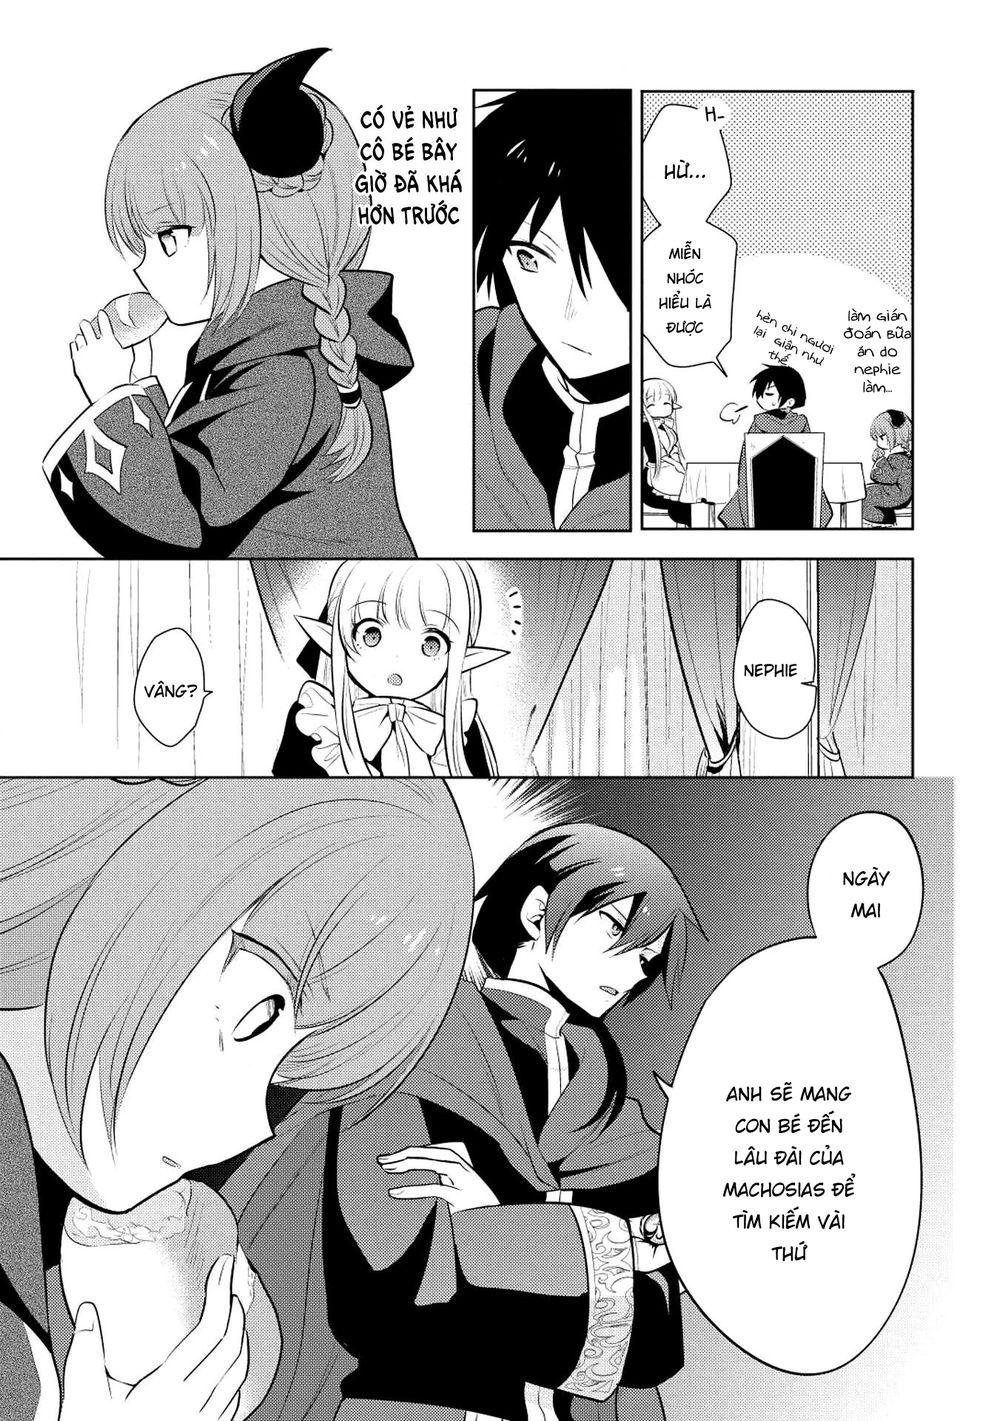 H-
HỪ...
MIỄN
NHÓC
HIỂU LÀ
ĐƯỢC
làm gián
đoán bữa
ăn do
nephie
làm...
hèn chi ngươi
lại giận như
thế
CÓ VẺ NHƯ
CÔ BÉ BÂY
GIỜ ĐÃ KHÁ
HƠN TRƯỚC
NEPHIE
VÂNG?
NGÀY
MAI
ANH SẼ MANG
CON BÉ ĐẾN
LÂU ĐÀI CỦA
MACHOSIAS ĐỂ
TÌM KIẾM VÀI
THỨ